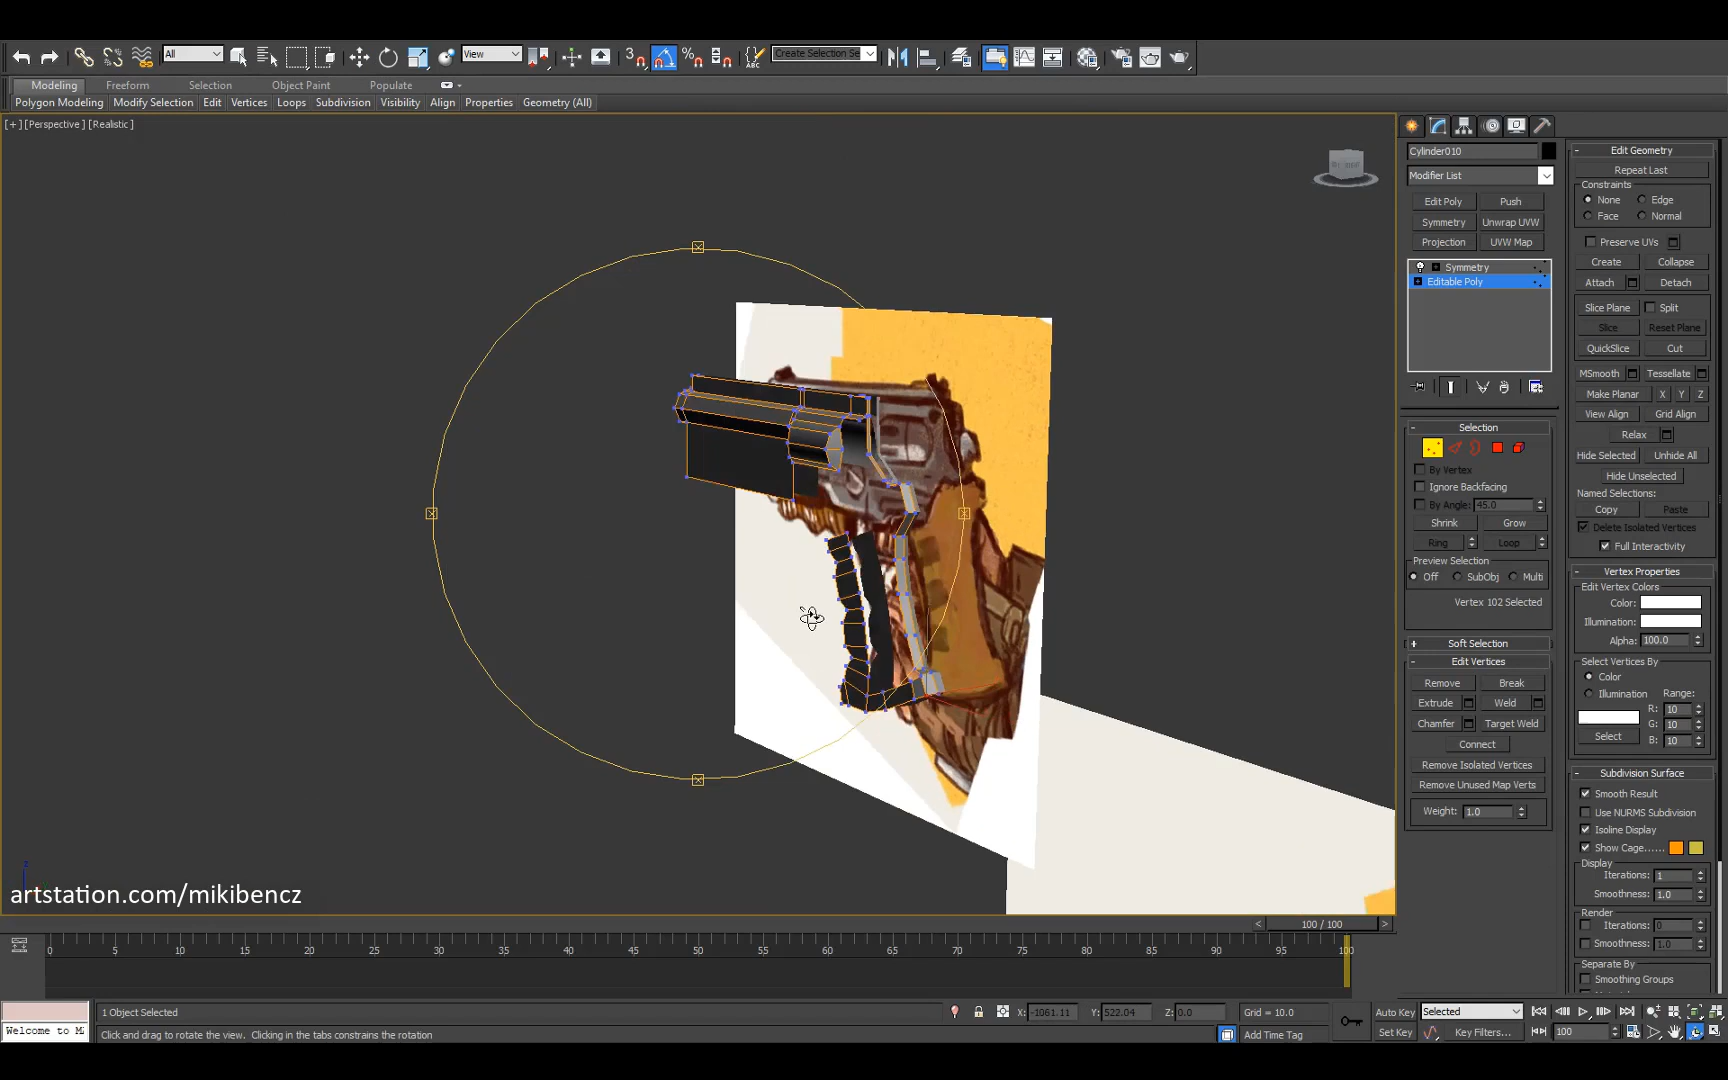 All
View
3
%
ABC
Create Selection Se
Modeling Freeform Selection Object Paint Populate
Polygon Modeling Modify Selection Edit Vertices Loops Subdivision Visibility Align Properties Geometry (All)
[+] [Perspective] [Realistic]
Cylinder010
Modifier List
Edit Poly Push
Symmetry Unwrap UVW
Projection UVW Map
Symmetry
Editable Poly
Selection
By Vertex
Ignore Backfacing
By Angle: 45.0
Shrink Grow
Ring Loop
Preview Selection
Off SubObj Multi
Vertex 102 Selected
Soft Selection
Edit Vertices
Remove Break
Extrude Weld
Chamfer Target Weld
Connect
Remove Isolated Vertices
Remove Unused Map Verts
Weight: 1.0
Edit Geometry
Repeat Last
Constraints
None Edge
Face Normal
Preserve UVs
Create Collapse
Attach Detach
Slice Plane Split
Slice Reset Plane
QuickSlice Cut
MSmooth Tessellate
Make Planar X Y Z
View Align Grid Align
Relax
Hide Selected Unhide All
Hide Unselected
Named Selections:
Copy Paste
Delete Isolated Vertices
Full Interactivity
Vertex Properties
Edit Vertex Colors
Color:
Illumination:
Alpha: 100.0
Select Vertices By
Color
Illumination Range:
R: 10
G: 10
Select B: 10
Subdivision Surface
Smooth Result
Use NURMS Subdivision
Isoline Display
Show Cage......
Display
Iterations: 1
Smoothness: 1.0
Render
Iterations: 0
Smoothness: 1.0
Separate By
Smoothing Groups
artstation.com/mikibencz
< 100 / 100 >
0 5 10 15 20 25 30 35 40 45 50 55 60 65 70 75 80 85 90 95 100
1 Object Selected X: -1061.11 Y: 522.04 Z: 0.0 Grid = 10.0 Auto Key Selected
Welcome to M Click and drag to rotate the view. Clicking in the tabs constrains the rotation Add Time Tag Set Key Key Filters... 100